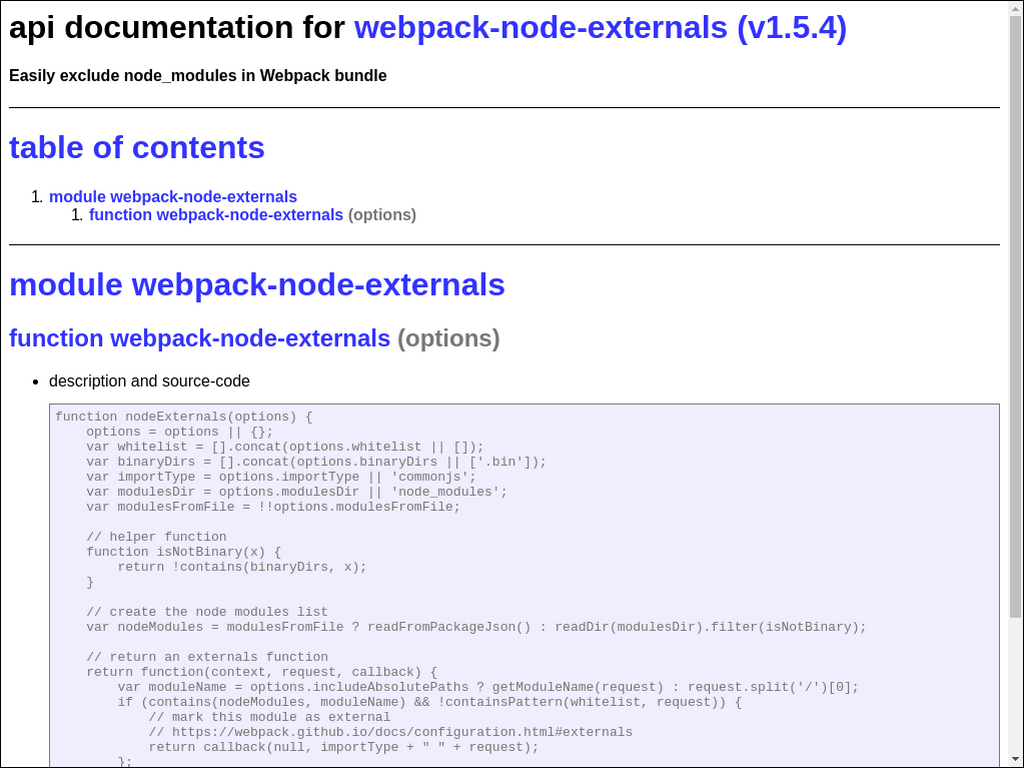 api documentation for webpack-node-externals (v1.5.4)
Easily exclude node_modules in Webpack bundle
table of contents
1. module webpack-node-externals
1. function webpack-node-externals (options)
module webpack-node-externals
function webpack-node-externals (options)
• description and source-code
function nodeExternals(options) {
    options = options || {};
    var whitelist = [].concat(options.whitelist || []);
    var binaryDirs = [].concat(options.binaryDirs || ['.bin']);
    var importType = options.importType || 'commonjs';
    var modulesDir = options.modulesDir || 'node_modules';
    var modulesFromFile = !!options.modulesFromFile;

    // helper function
    function isNotBinary(x) {
        return !contains(binaryDirs, x);
    }

    // create the node modules list
    var nodeModules = modulesFromFile ? readFromPackageJson() : readDir(modulesDir).filter(isNotBinary);

    // return an externals function
    return function(context, request, callback) {
        var moduleName = options.includeAbsolutePaths ? getModuleName(request) : request.split('/')[0];
        if (contains(nodeModules, moduleName) && !containsPattern(whitelist, request)) {
            // mark this module as external
            // https://webpack.github.io/docs/configuration.html#externals
            return callback(null, importType + " " + request);
        };